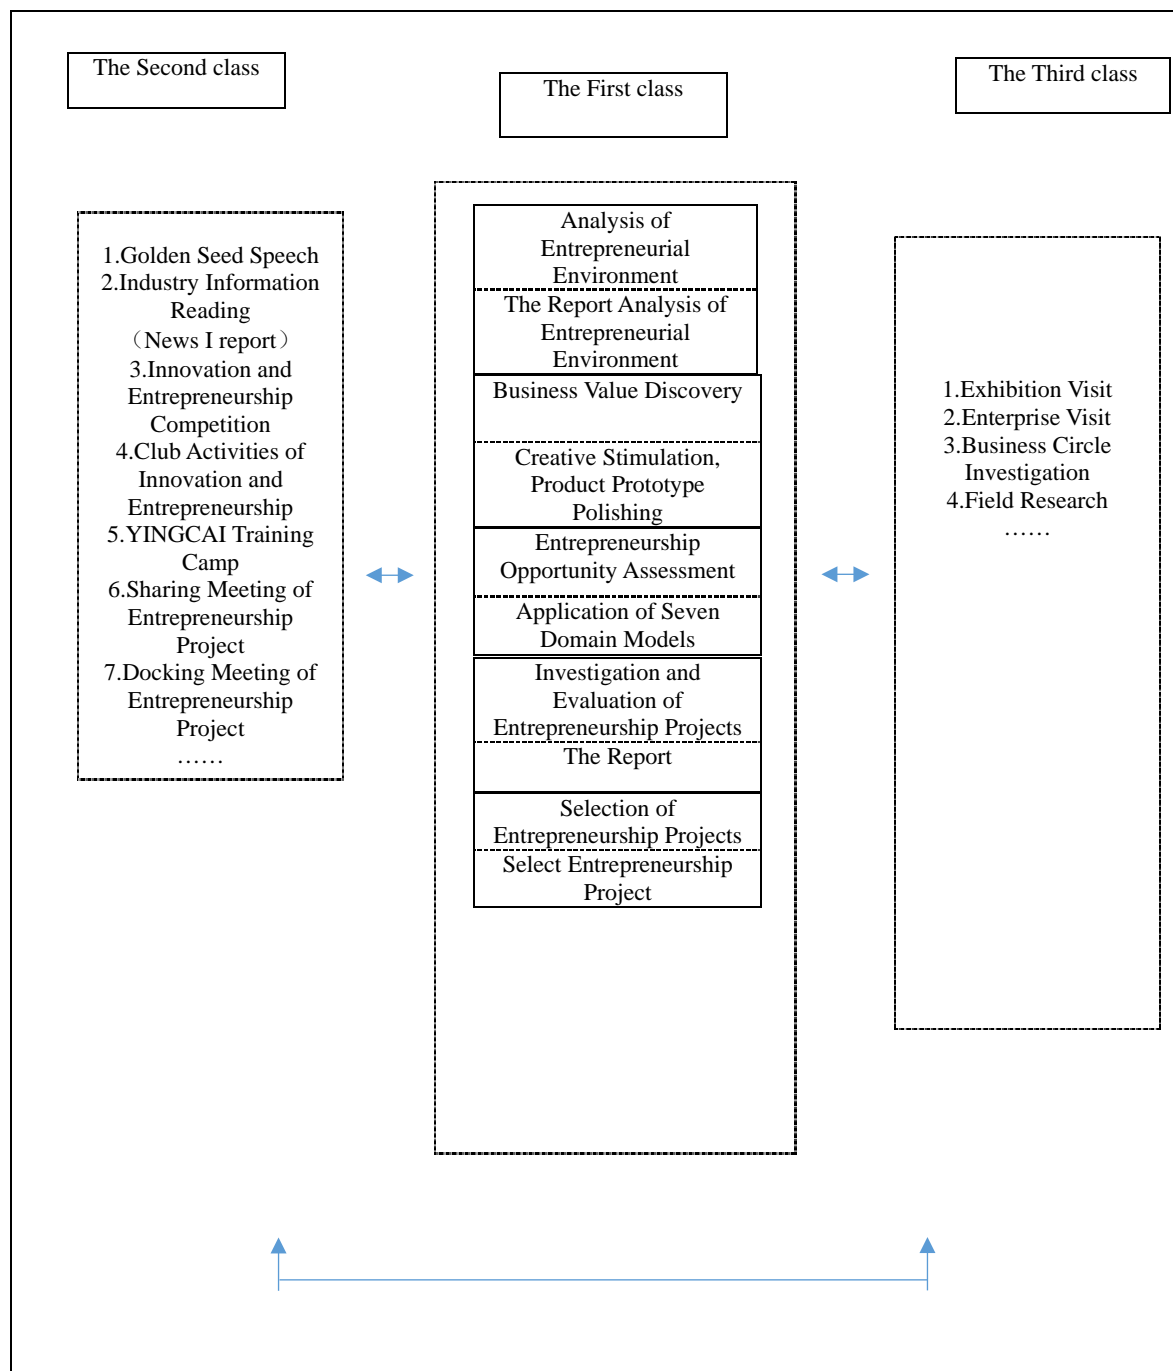 The Second class
The First class
The Third class
1.Golden Seed Speech
2.Industry Information
Reading
（News I report）
3.Innovation and
Entrepreneurship
Competition
4.Club Activities of
Innovation and
Entrepreneurship
5.YINGCAI Training
Camp
6.Sharing Meeting of
Entrepreneurship
Project
7.Docking Meeting of
Entrepreneurship
Project
……
Analysis of
Entrepreneurial
Environment
The Report Analysis of
Entrepreneurial
Environment
Business Value Discovery
Creative Stimulation,
Product Prototype
Polishing
Entrepreneurship
Opportunity Assessment
Application of Seven
Domain Models
Investigation and
Evaluation of
Entrepreneurship Projects
The Report
Selection of
Entrepreneurship Projects
Select Entrepreneurship
Project
1.Exhibition Visit
2.Enterprise Visit
3.Business Circle
Investigation
4.Field Research
……